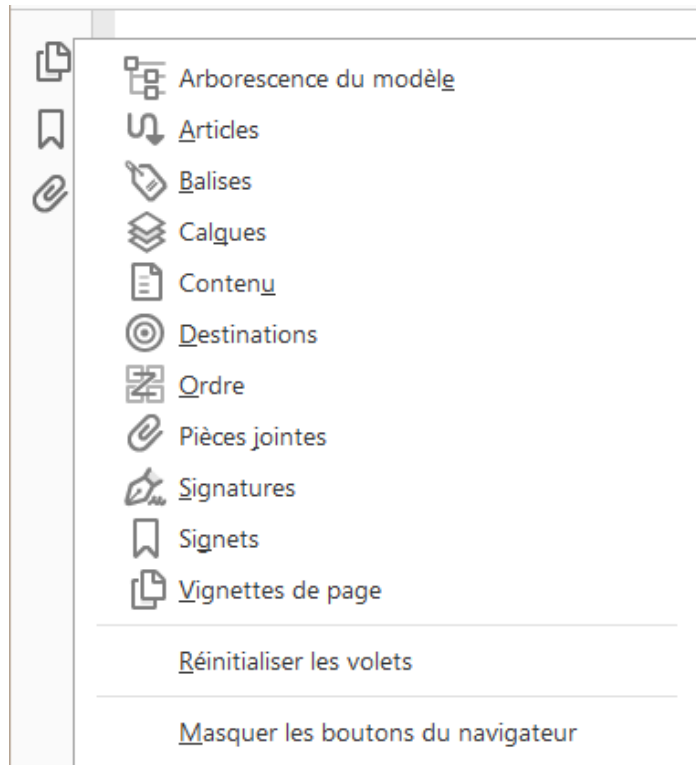 Arborescence du modèle
Articles
Balises
Calques
Contenu
Destinations
Ordre
Pièces jointes
Signatures
Signets
Vignettes de page
Réinitialiser les volets
Masquer les boutons du navigateur